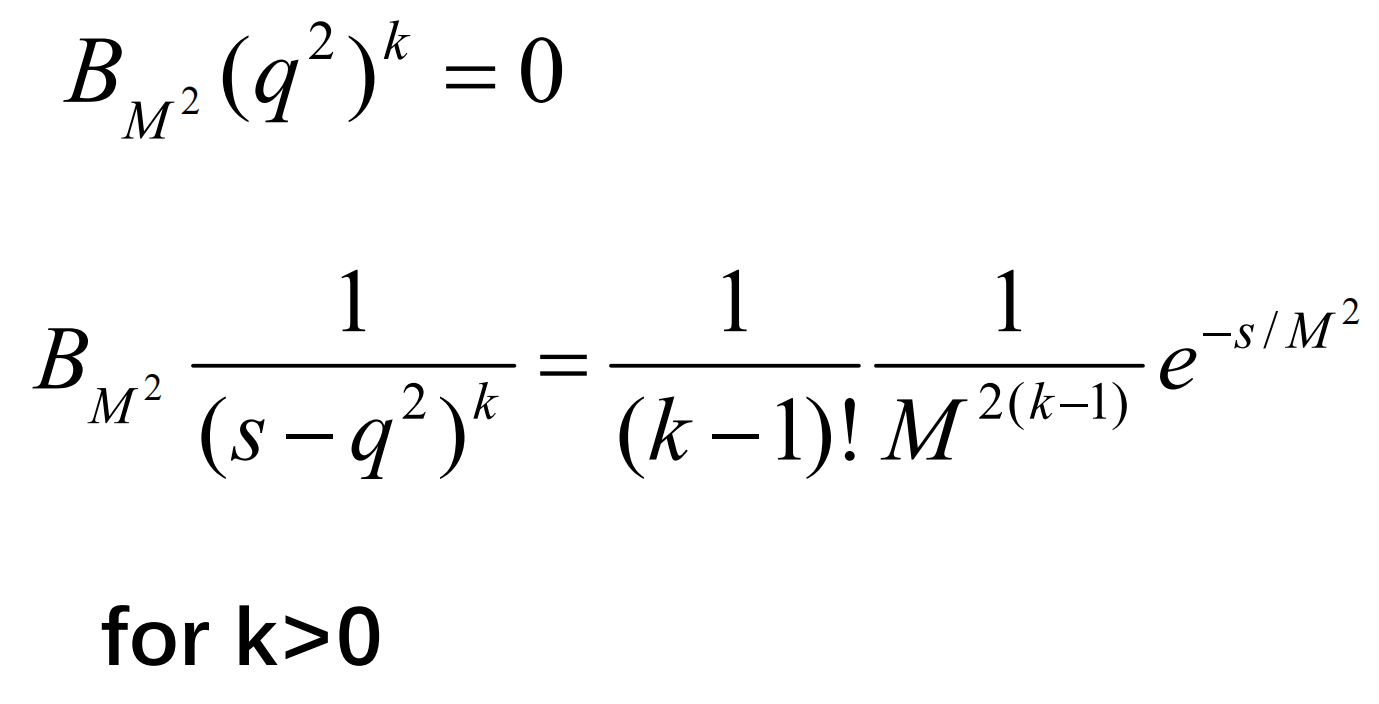 B_{M^2} (q^2)^k = 0
B_{M^2} \frac{1}{(s-q^2)^k} = \frac{1}{(k-1)!} \frac{1}{M^{2(k-1)}} e^{-s/M^2}
for k>0